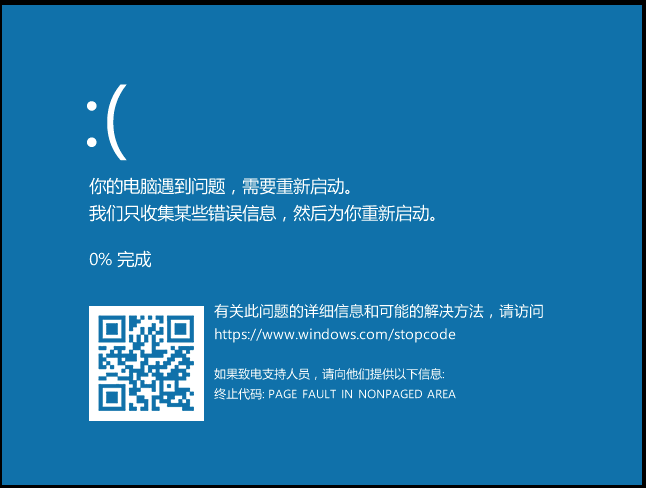 :(
你的电脑遇到问题，需要重新启动。
我们只收集某些错误信息，然后为你重新启动。
0% 完成
有关此问题的详细信息和可能的解决方法，请访问
https://www.windows.com/stopcode
如果致电支持人员，请向他们提供以下信息:
终止代码: PAGE FAULT IN NONPAGED AREA